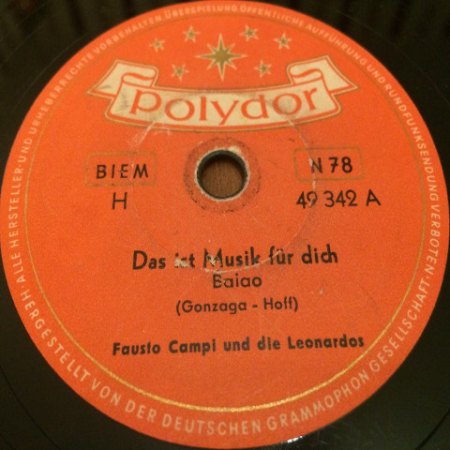 polydor
BIEM
N 78
H
49 342 A
Das ist Musik für dich
Baiao
(Gonzaga - Hoff)
Fausto Campi und die Leonardos
· ALLE HERSTELLER- UND URHEBERRECHTE VORBEHALTEN · ÜBERSPIELUNG, ÖFFENTLICHE AUFFÜHRUNG UND RUNDFUNKSENDUNG VERBOTEN ·
HERGESTELLT VON DER DEUTSCHEN GRAMMOPHON GESELLSCHAFT ·